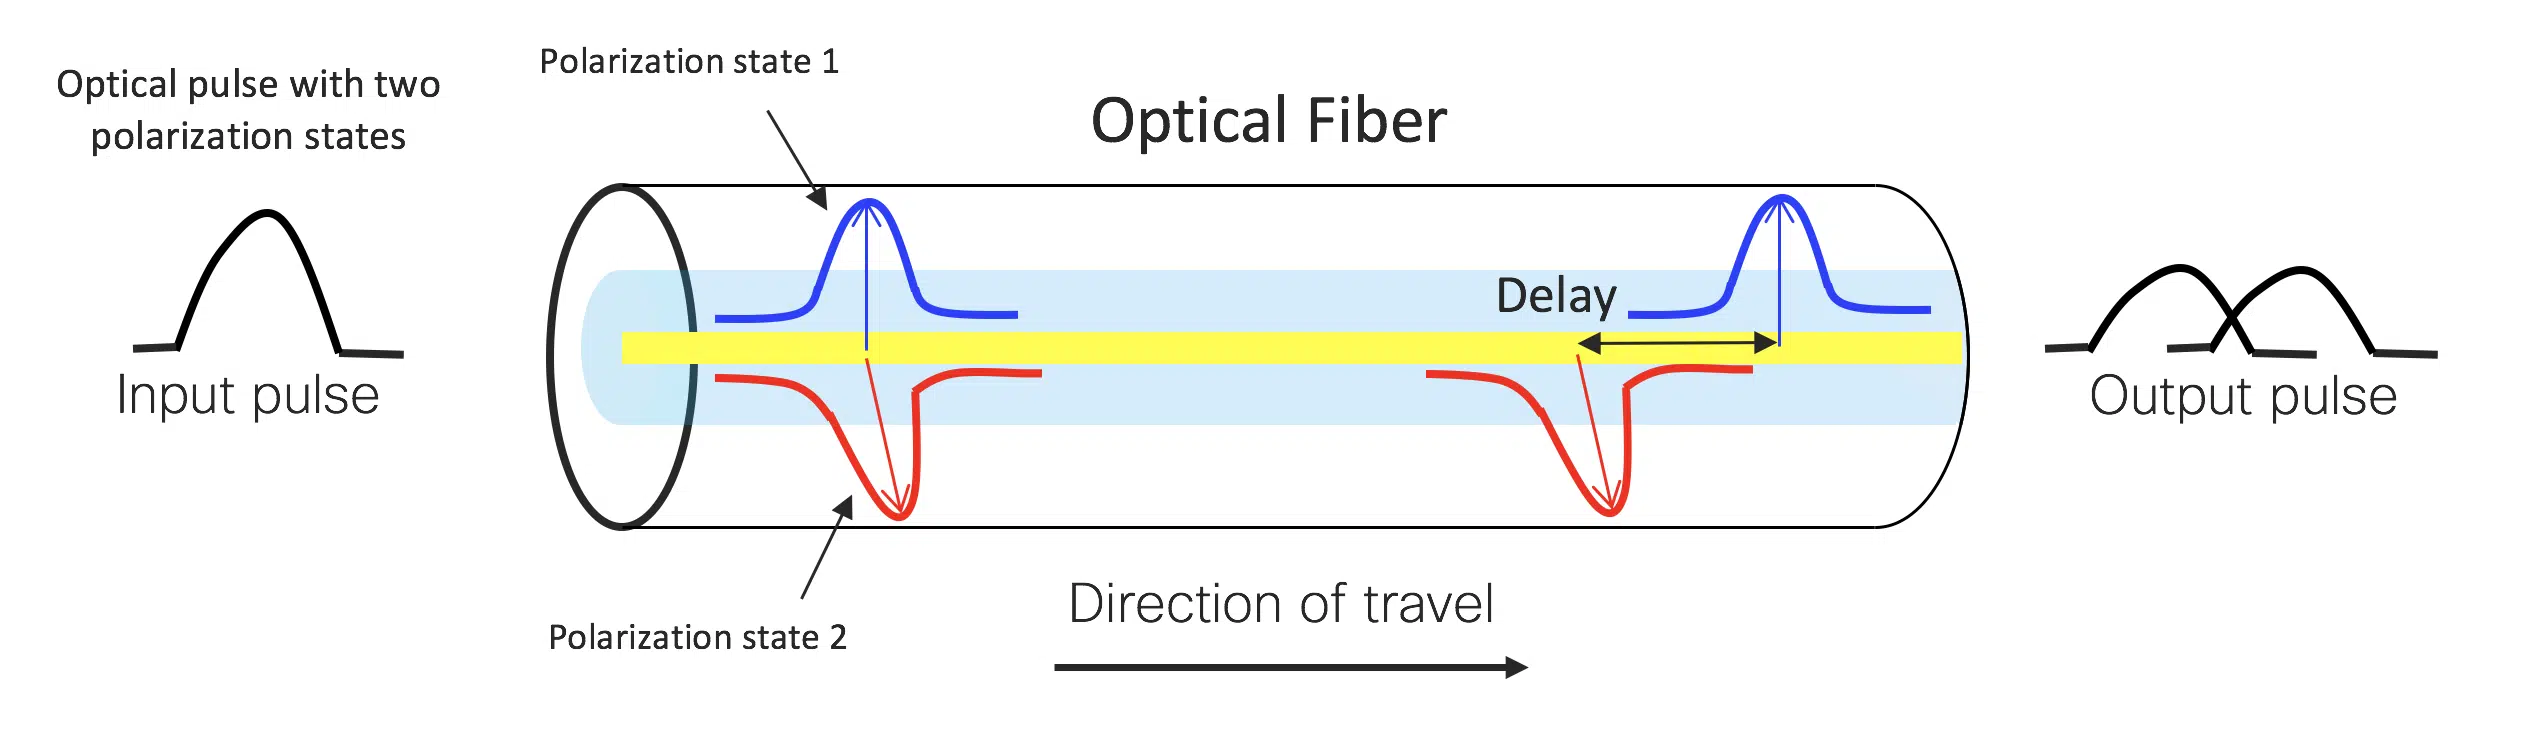 Optical pulse with two
polarization states
Input pulse
Polarization state 1
Optical Fiber
Delay
Polarization state 2
Direction of travel
Output pulse